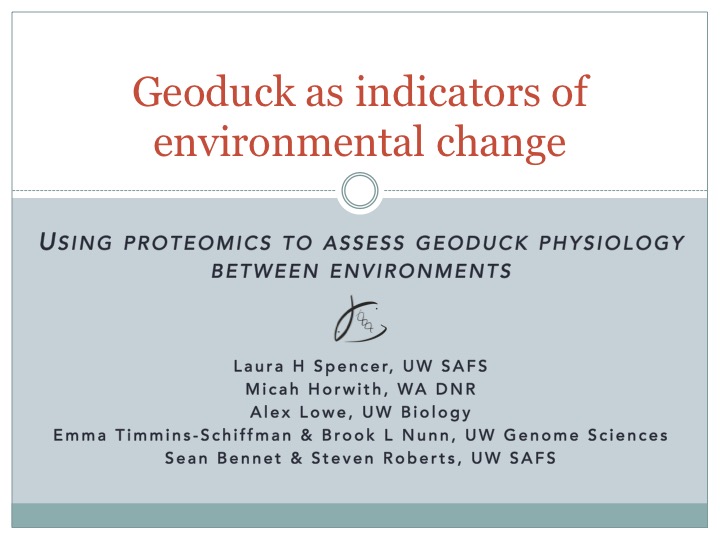 Geoduck as indicators of
environmental change
USING PROTEOMICS TO ASSESS GEODUCK PHYSIOLOGY
BETWEEN ENVIRONMENTS
Laura H Spencer, UW SAFS
Micah Horwith, WA DNR
Alex Lowe, UW Biology
Emma Timmins-Schiffman & Brook L Nunn, UW Genome Sciences
Sean Bennet & Steven Roberts, UW SAFS